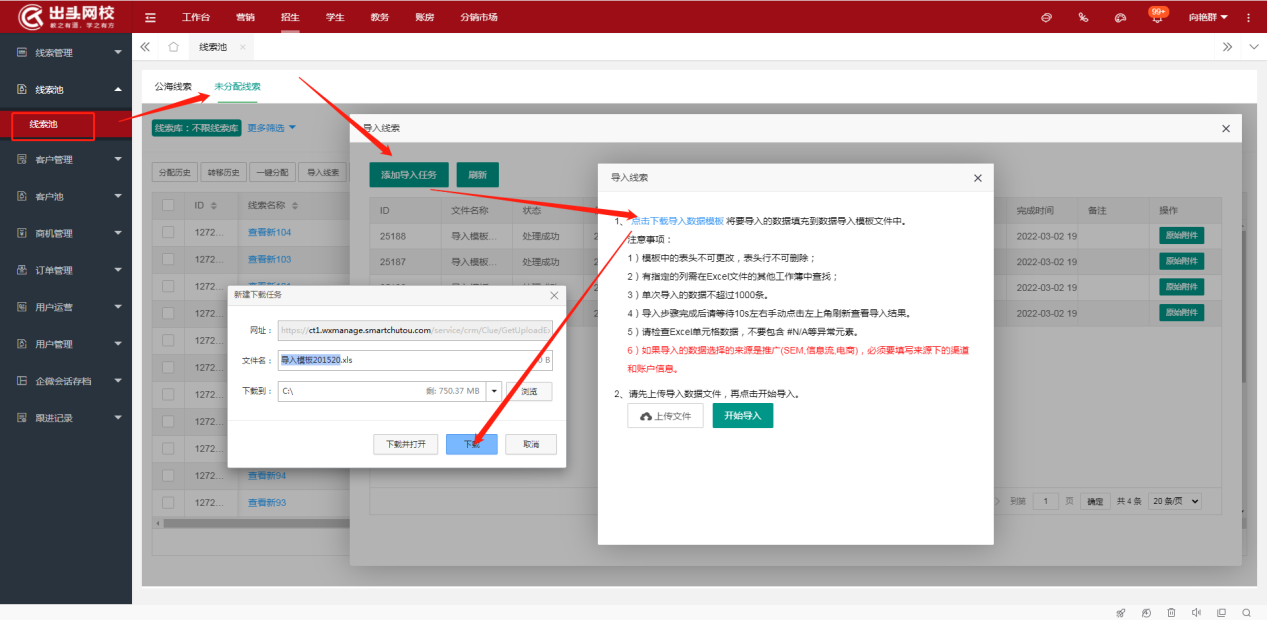 出头网校
教之有道，学之有方
工作台 营销 招生 学生 教务 账房 分销市场
99+ 向艳群
线索管理
线索池
线索池
客户管理
客户池
商机管理
订单管理
用户运营
用户管理
企微会话存档
跟进记录
线索池
公海线索 未分配线索
线索库：不限线索库 更多筛选
分配历史 转移历史 一键分配 导入线索
ID 线索名称
1272... 查看新104
1272... 查看新103
1272...
1272...
1272...
1272...
1272...
1272...
1272...
1272... 查看新94
1272... 查看新93
导入线索
添加导入任务 刷新
ID 文件名称 状态 完成时间 备注 操作
25188 导入模板... 处理成功 2022-03-02 19 原始附件
25187 导入模板... 处理成功 2022-03-02 19 原始附件
2022-03-02 19 原始附件
2022-03-02 19 原始附件
到第 1 页 确定 共 4 条 20 条/页
导入线索
1、点击下载导入数据模板 将要导入的数据填充到数据导入模板文件中。
注意事项：
1）模板中的表头不可更改，表头行不可删除；
2）有指定的列需在Excel文件的其他工作簿中查找；
3）单次导入的数据不超过1000条。
4）导入步骤完成后请等待10s左右手动点击左上角刷新查看导入结果。
5）请检查Excel单元格数据，不要包含 #N/A等异常元素。
6）如果导入的数据选择的来源是推广(SEM,信息流,电商)，必须要填写来源下的渠道
和账户信息。
2、请先上传导入数据文件，再点击开始导入。
上传文件 开始导入
新建下载任务
网址： https://ct1.wxmanage.smartchutou.com/service/crm/Clue/GetUploadEx
文件名： 导入模板201520.xls 0 B
下载到： C:\ 剩: 750.37 MB 浏览
下载并打开 下载 取消